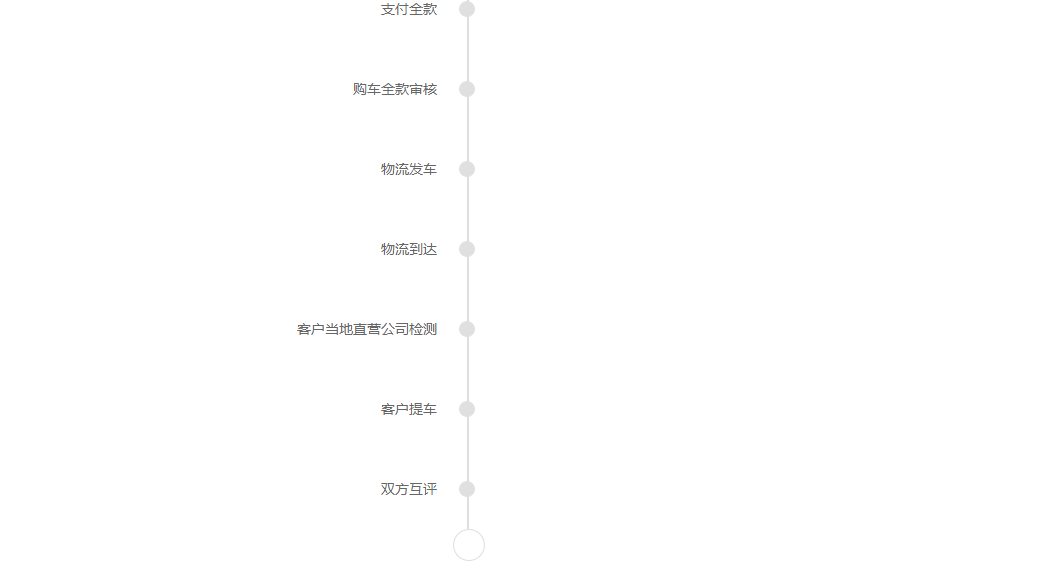 支付全款
购车全款审核
物流发车
物流到达
客户当地直营公司检测
客户提车
双方互评